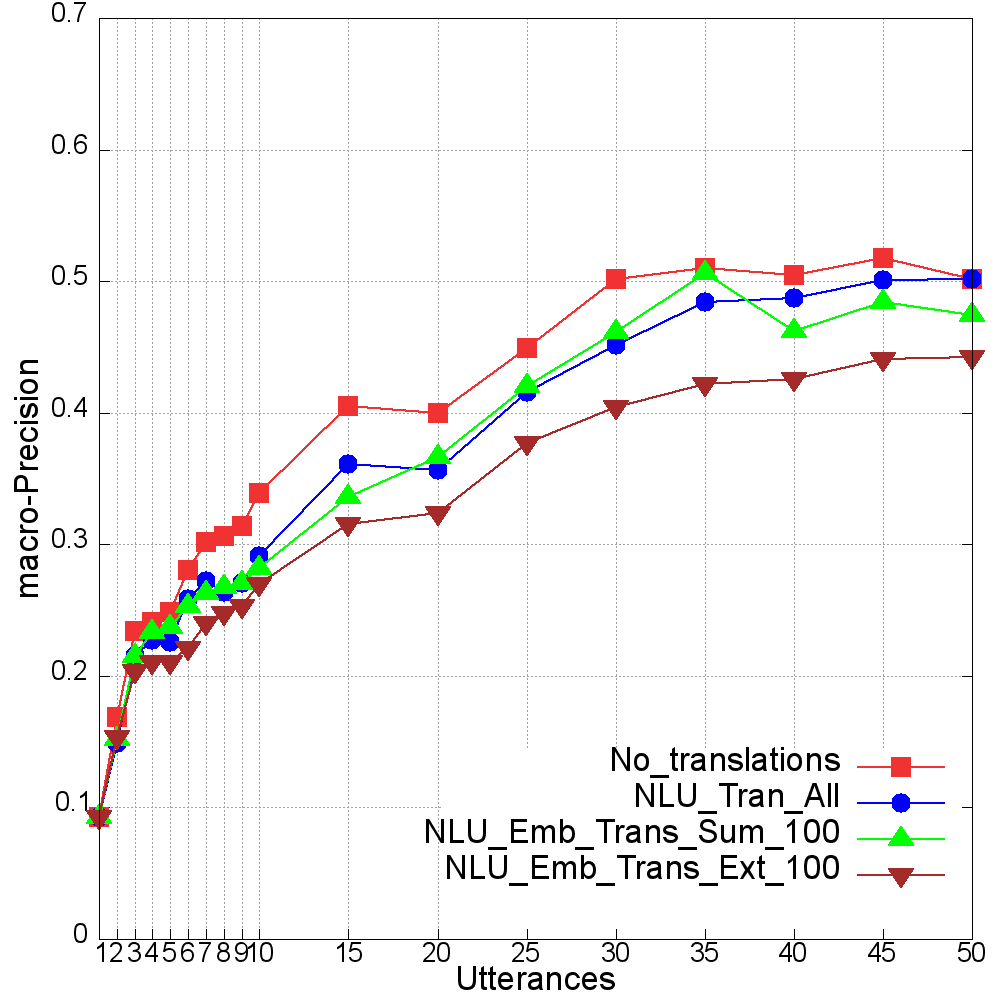 0.7
0.6
0.5
0.4
0.3
0.2
0.1
0
macro-Precision
No_translations
NLU_Tran_All
NLU_Emb_Trans_Sum_100
NLU_Emb_Trans_Ext_100
1 2 3 4 5 6 7 8 9 10 15 20 25 30 35 40 45 50
Utterances